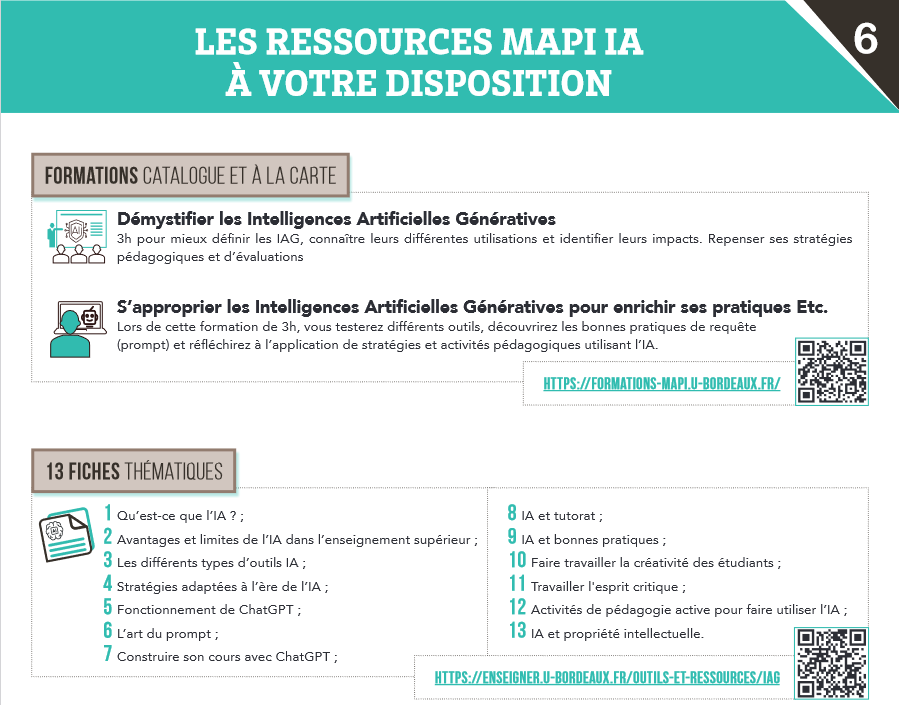 LES RESSOURCES MAPI IA
À VOTRE DISPOSITION
6
FORMATIONS CATALOGUE ET À LA CARTE
AI
Démystifier les Intelligences Artificielles Génératives
3h pour mieux définir les IAG, connaître leurs différentes utilisations et identifier leurs impacts. Repenser ses stratégies
pédagogiques et d'évaluations
S'approprier les Intelligences Artificielles Génératives pour enrichir ses pratiques Etc.
Lors de cette formation de 3h, vous testerez différents outils, découvrirez les bonnes pratiques de requête
(prompt) et réfléchirez à l'application de stratégies et activités pédagogiques utilisant l'IA.
HTTPS://FORMATIONS-MAPI.U-BORDEAUX.FR/
13 FICHES THÉMATIQUES
1 Qu'est-ce que l'IA ? ;
2 Avantages et limites de l'IA dans l'enseignement supérieur ;
3 Les différents types d'outils IA ;
4 Stratégies adaptées à l'ère de l'IA ;
5 Fonctionnement de ChatGPT ;
6 L'art du prompt ;
7 Construire son cours avec ChatGPT ;
8 IA et tutorat ;
9 IA et bonnes pratiques ;
10 Faire travailler la créativité des étudiants ;
11 Travailler l'esprit critique ;
12 Activités de pédagogie active pour faire utiliser l'IA ;
13 IA et propriété intellectuelle.
HTTPS://ENSEIGNER.U-BORDEAUX.FR/OUTILS-ET-RESSOURCES/IAG